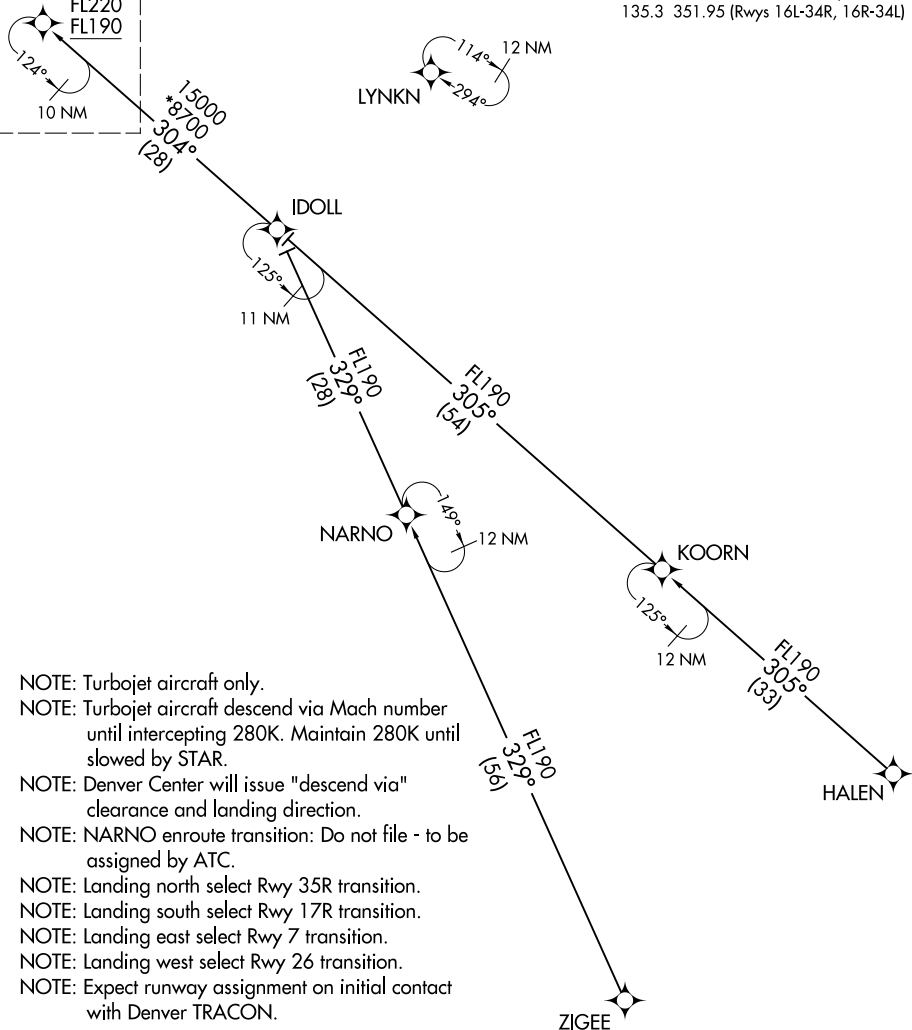 FL220
FL190
124°
10 NM
135.3 351.95 (Rwys 16L-34R, 16R-34L)
114°
12 NM
294°
LYNKN
15000
*8700
304°
(28)
IDOLL
125°
11 NM
FL190
329°
(28)
FL190
305°
(54)
NARNO
149°
12 NM
KOORN
125°
12 NM
FL190
305°
(33)
HALEN
FL190
329°
(56)
ZIGEE
NOTE: Turbojet aircraft only.
NOTE: Turbojet aircraft descend via Mach number
until intercepting 280K. Maintain 280K until
slowed by STAR.
NOTE: Denver Center will issue "descend via"
clearance and landing direction.
NOTE: NARNO enroute transition: Do not file - to be
assigned by ATC.
NOTE: Landing north select Rwy 35R transition.
NOTE: Landing south select Rwy 17R transition.
NOTE: Landing east select Rwy 7 transition.
NOTE: Landing west select Rwy 26 transition.
NOTE: Expect runway assignment on initial contact
with Denver TRACON.